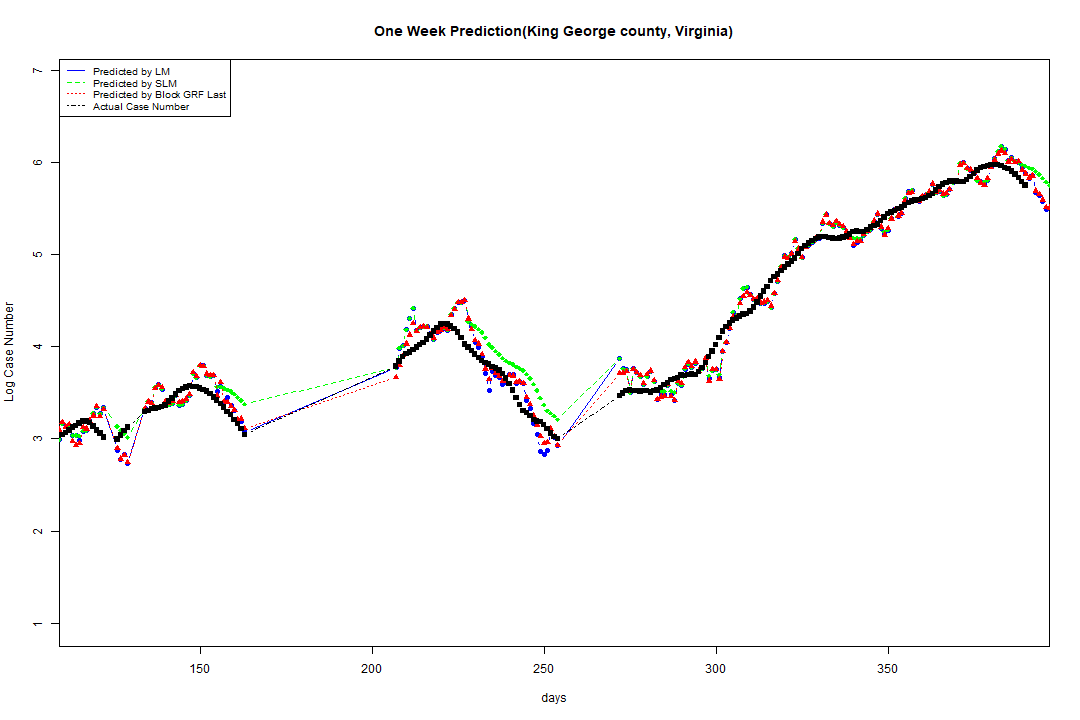 One Week Prediction(King George county, Virginia)
Predicted by LM
Predicted by SLM
Predicted by Block GRF Last
Actual Case Number
7
6
5
4
3
2
1
Log Case Number
150 200 250 300 350
days